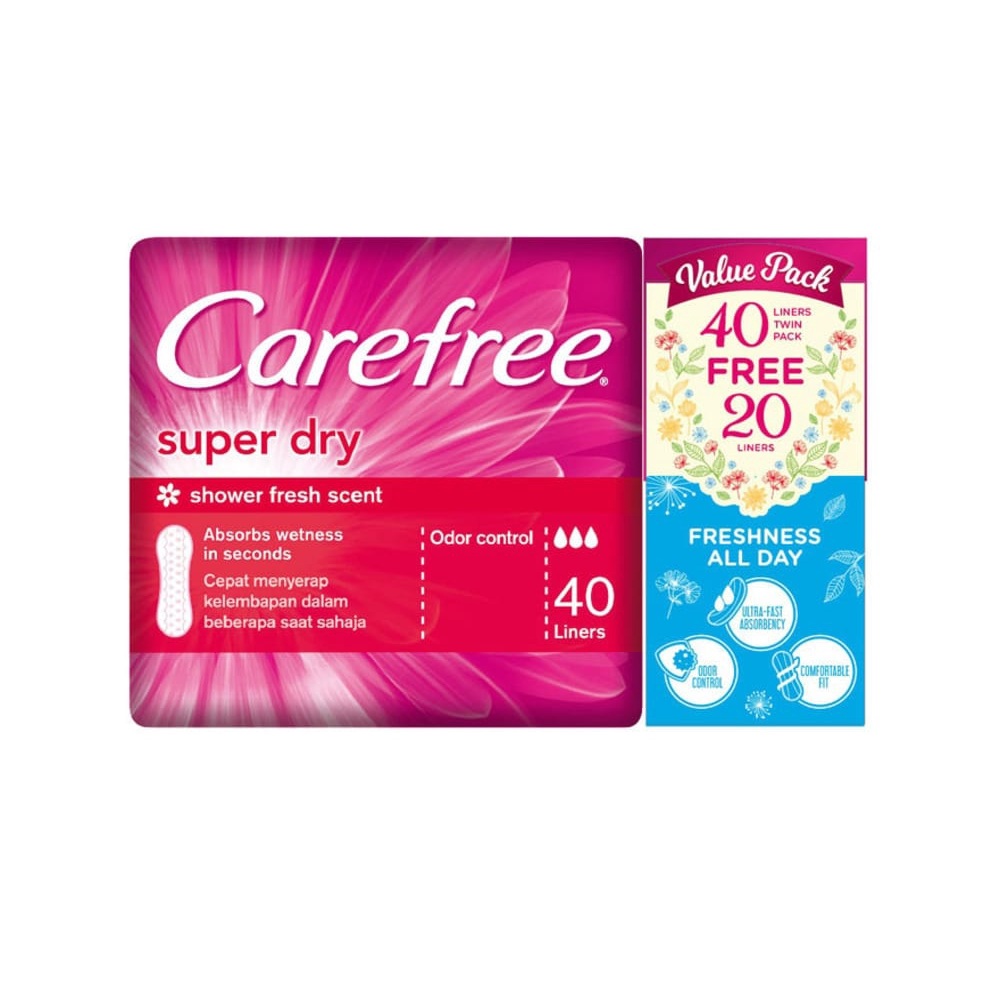 Carefree®
super dry
shower fresh scent
Absorbs wetness
in seconds
Cepat menyerap
kelembapan dalam
beberapa saat sahaja
Odor control
40
Liners
Value Pack
40 LINERS
TWIN
PACK
FREE
20
LINERS
FRESHNESS
ALL DAY
ULTRA-FAST
ABSORBENCY
ODOR
CONTROL
COMFORTABLE
FIT